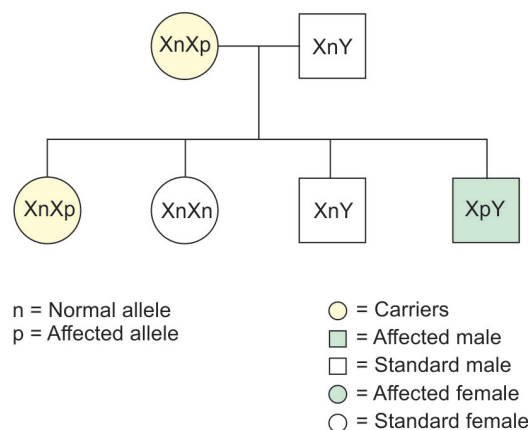 XnXp
XnY
XnXp
XnXn
XnY
XpY
n = Normal allele
p = Affected allele
= Carriers
= Affected male
= Standard male
= Affected female
= Standard female